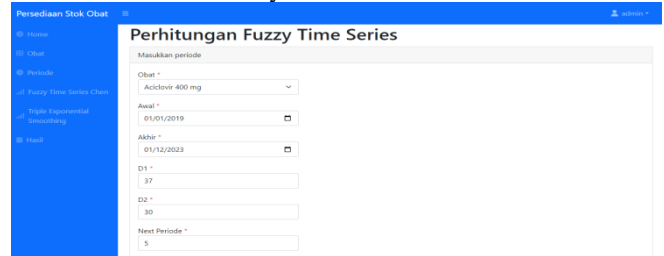 Persediaan Stok Obat
admin
Home
Obat
Periode
Fuzzy Time Series Chen
Triple Exponential
Smoothing
Hasil
Perhitungan Fuzzy Time Series
Masukkan periode
Obat *
Aciclovir 400 mg
Awal *
01/01/2019
Akhir *
01/12/2023
D1 *
37
D2 *
30
Next Periode *
5